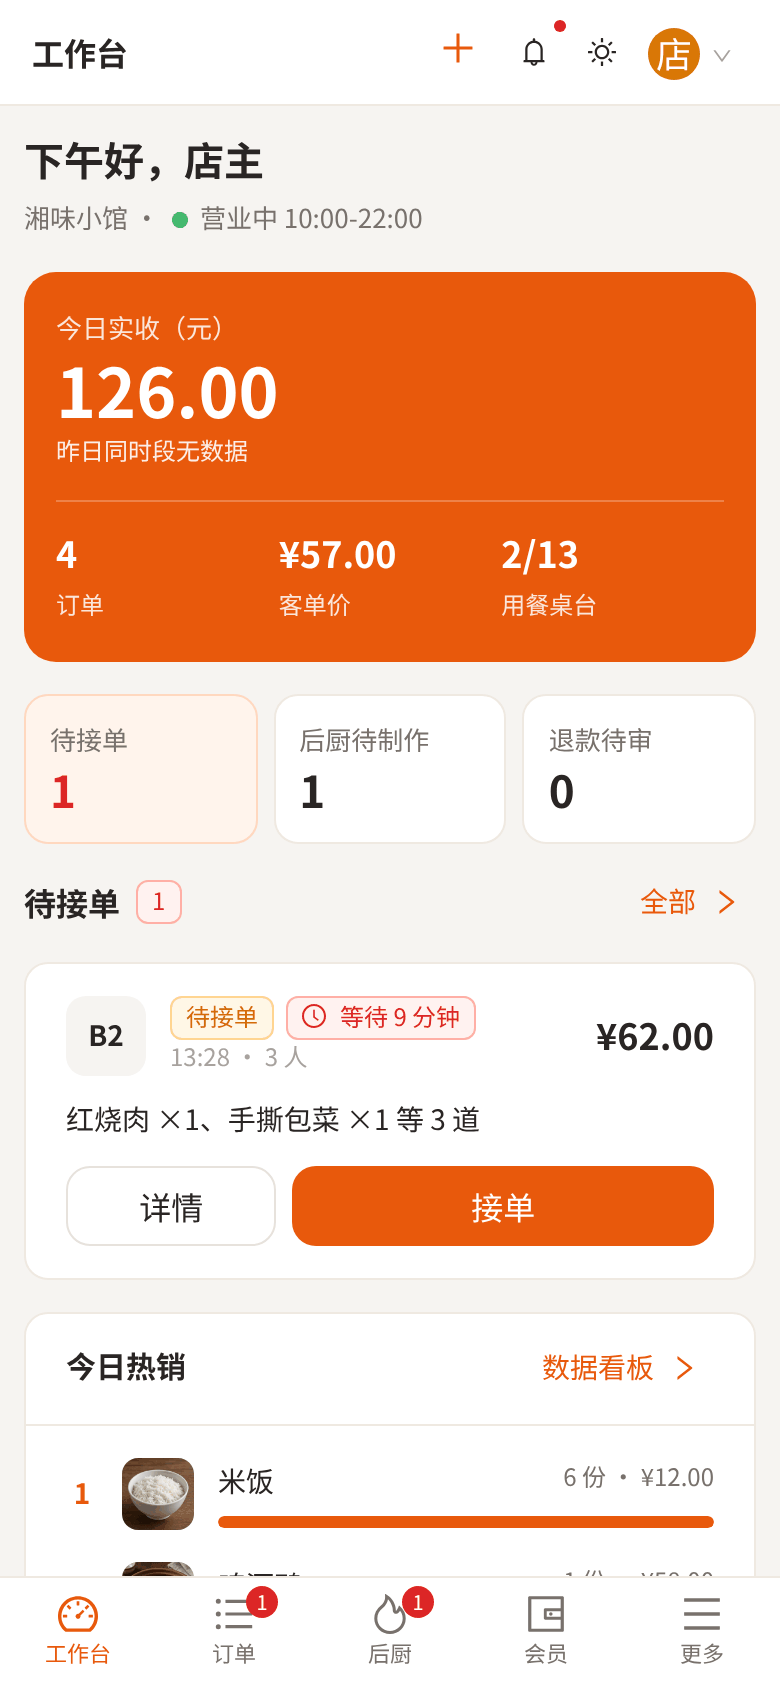 工作台
店
下午好，店主
湘味小馆 • 营业中 10:00-22:00
今日实收（元）
126.00
昨日同时段无数据
4 ¥57.00 2/13
订单 客单价 用餐桌台
待接单 后厨待制作 退款待审
1 1 0
待接单 1 全部
B2 待接单 等待 9 分钟 ¥62.00
13:28 • 3 人
红烧肉 ×1、手撕包菜 ×1 等 3 道
详情 接单
今日热销 数据看板
1 米饭 6 份 • ¥12.00
1 1
工作台 订单 后厨 会员 更多